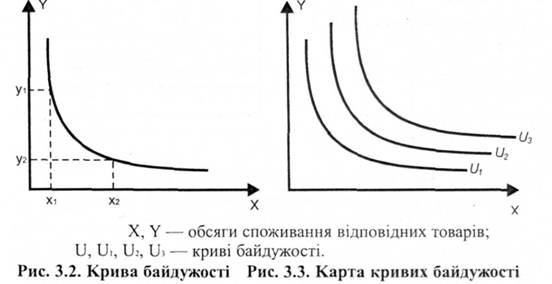 Y
y₁
y₂
x₁
x₂
X
Y
U₃
U₂
U₁
X
X, Y — обсяги споживання відповідних товарів;
U, U₁, U₂, U₃ — криві байдужості.
Рис. 3.2. Крива байдужості Рис. 3.3. Карта кривих байдужості